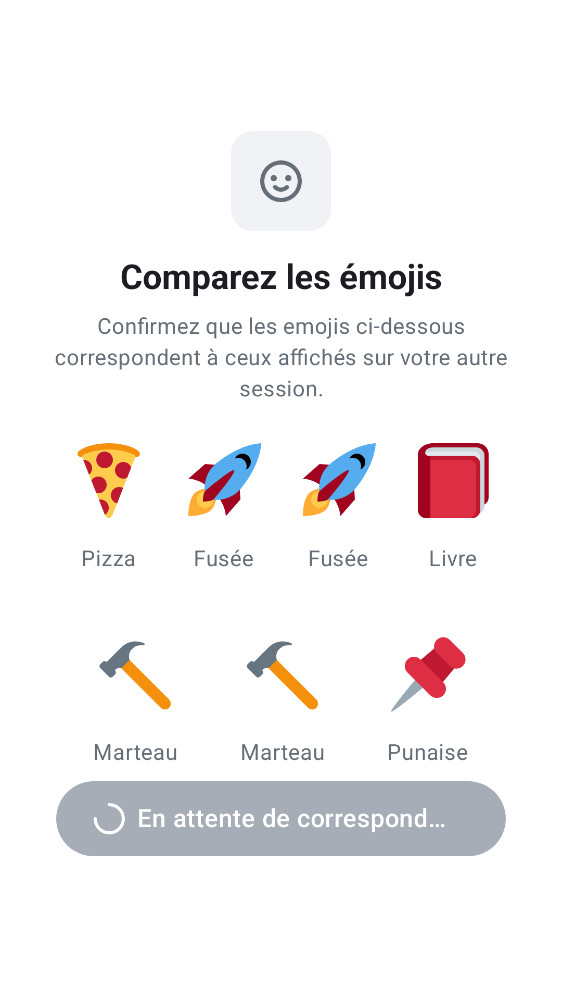 Comparez les émojis
Confirmez que les emojis ci-dessous
correspondent à ceux affichés sur votre autre
session.
Pizza Fusée Fusée Livre
Marteau Marteau Punaise
En attente de correspond…